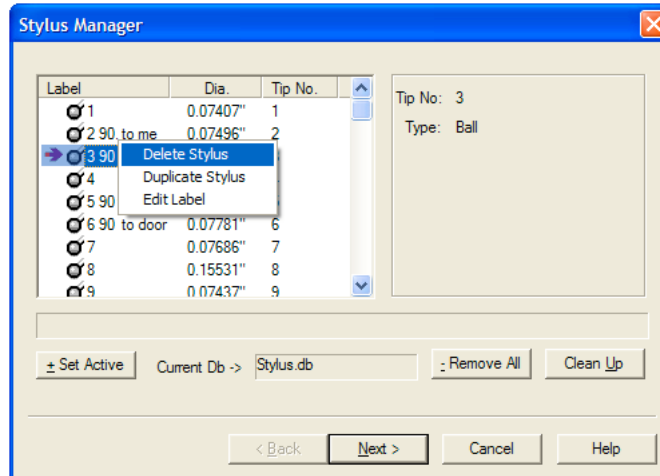 Stylus Manager
Label Dia. Tip No.
1 0.07407" 1
2 90, to me 0.07496" 2
3 90
4
5 90
6 90 to door 0.07781" 6
7 0.07686" 7
8 0.15531" 8
9 0.07437" 9
Delete Stylus
Duplicate Stylus
Edit Label
Tip No: 3
Type: Ball
+ Set Active Current Db -> Stylus.db - Remove All Clean Up
< Back Next > Cancel Help